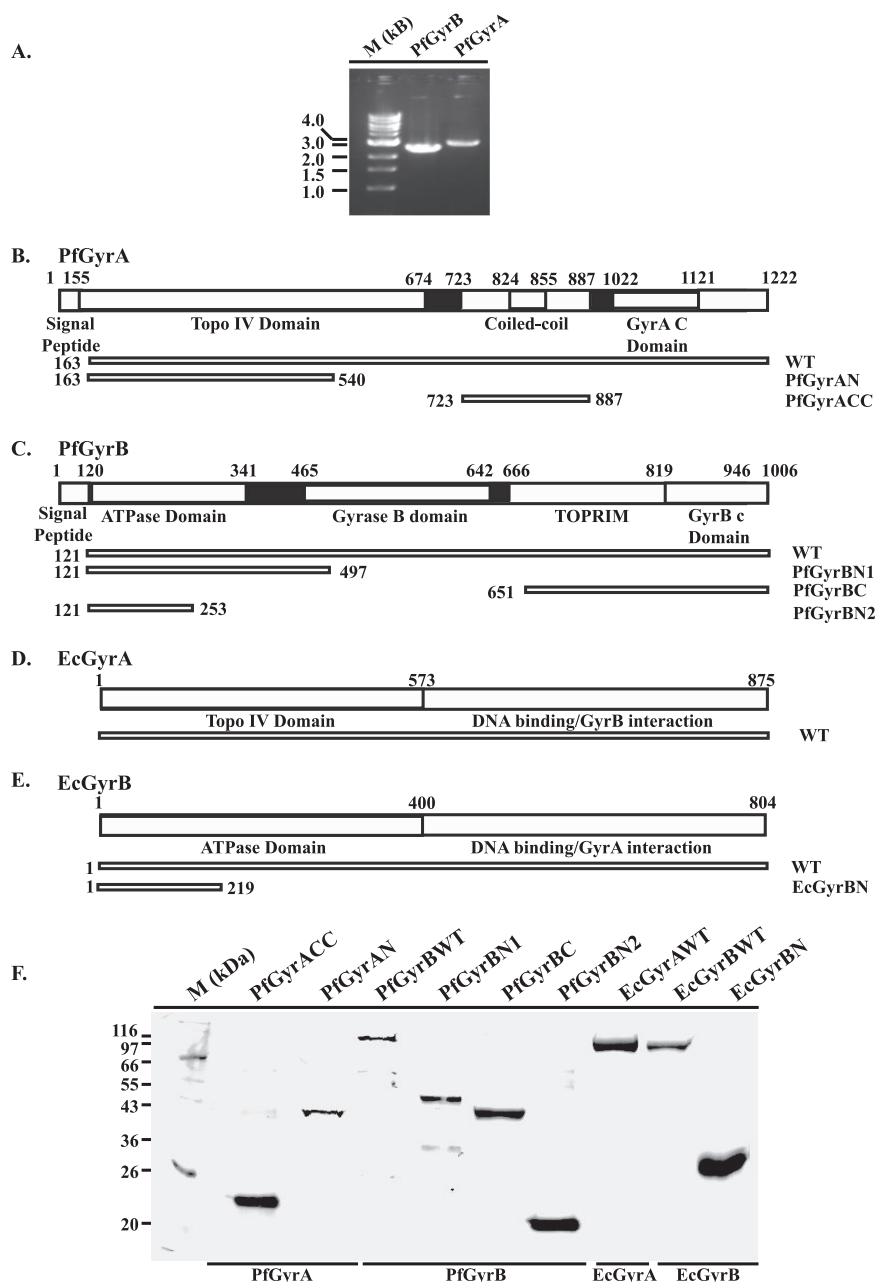 A.
M (kB) PfGyrB PfGyrA
4.0
3.0
2.0
1.5
1.0
B. PfGyrA
1 155 674 723 824 855 887 1022 1121 1222
Signal Peptide Topo IV Domain Coiled-coil GyrA C Domain
163 WT
163 540 PfGyrAN
723 887 PfGyrACC
C. PfGyrB
1 120 341 465 642 666 819 946 1006
Signal Peptide ATPase Domain Gyrase B domain TOPRIM GyrB c Domain
121 WT
121 497 PfGyrBN1
651 PfGyrBC
121 253 PfGyrBN2
D. EcGyrA
1 573 875
Topo IV Domain DNA binding/GyrB interaction
WT
E. EcGyrB
1 400 804
ATPase Domain DNA binding/GyrA interaction
1 WT
1 219 EcGyrBN
F.
M (kDa) PfGyrACC PfGyrAN PfGyrBWT PfGyrBN1 PfGyrBC PfGyrBN2 EcGyrAWT EcGyrBWT EcGyrBN
116
97
66
55
43
36
26
20
PfGyrA PfGyrB EcGyrA EcGyrB